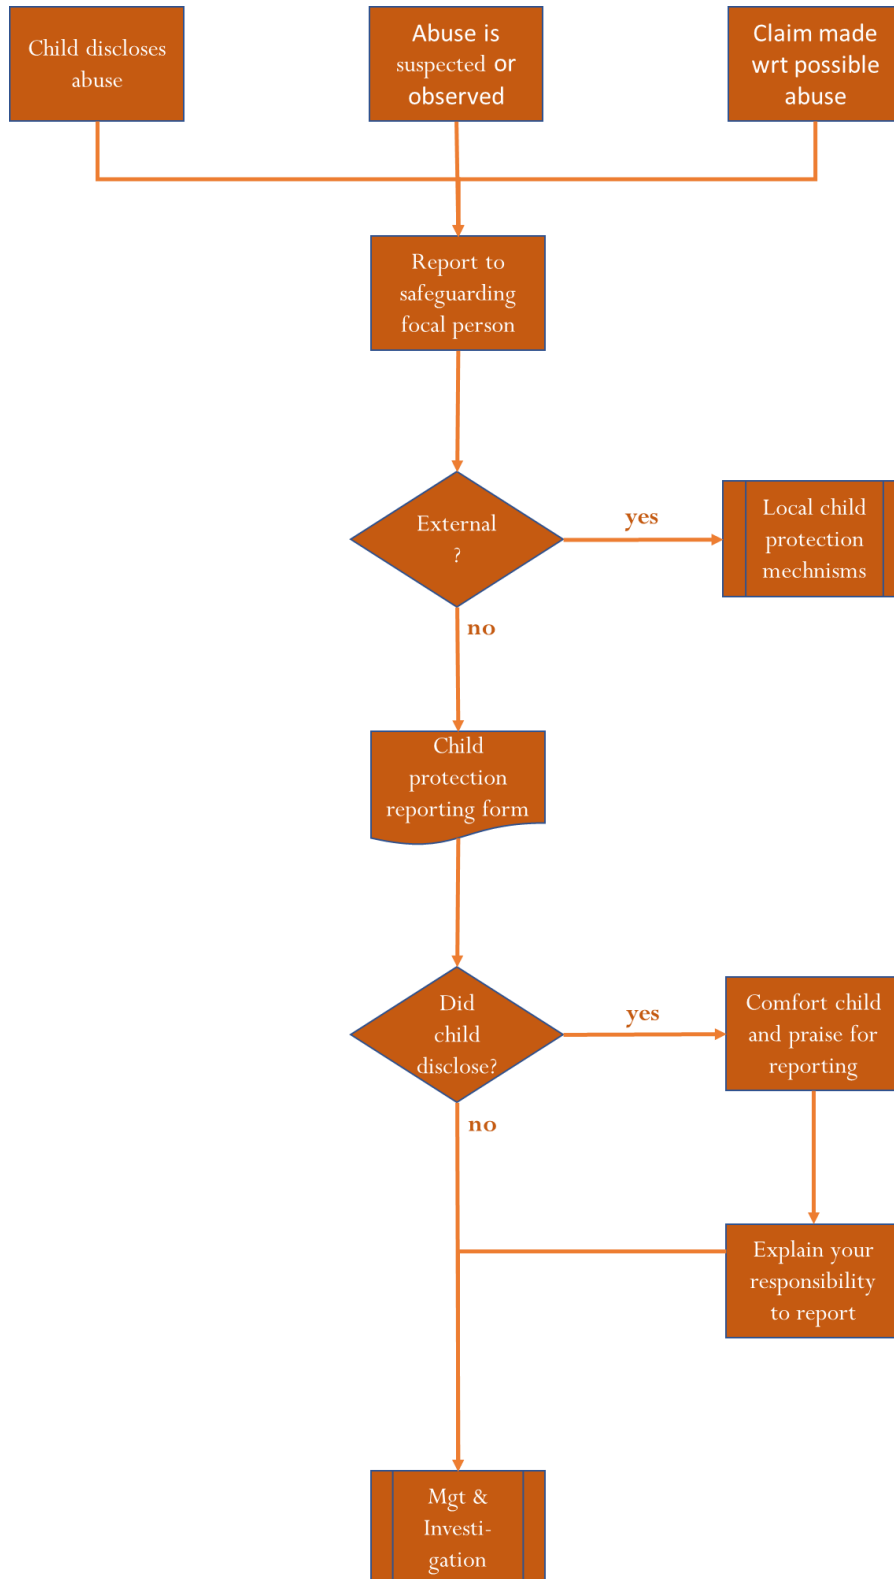 Child discloses
abuse
Abuse is
suspected or
observed
Claim made
wrt possible
abuse
Report to
safeguarding
focal person
External
?
yes
Local child
protection
mechnisms
no
Child
protection
reporting form
Did
child
disclose?
yes
Comfort child
and praise for
reporting
no
Explain your
responsibility
to report
Mgt &
Investi-
gation